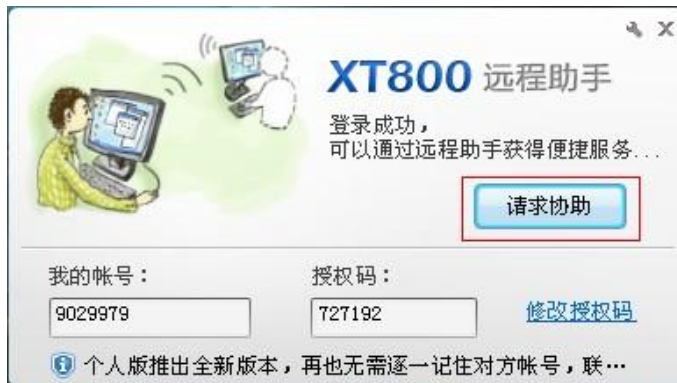 XT800 远程助手
登录成功，
可以通过远程助手获得便捷服务...
请求协助
我的帐号： 授权码：
9029979 727192 修改授权码
个人版推出全新版本，再也无需逐一记住对方帐号，联…